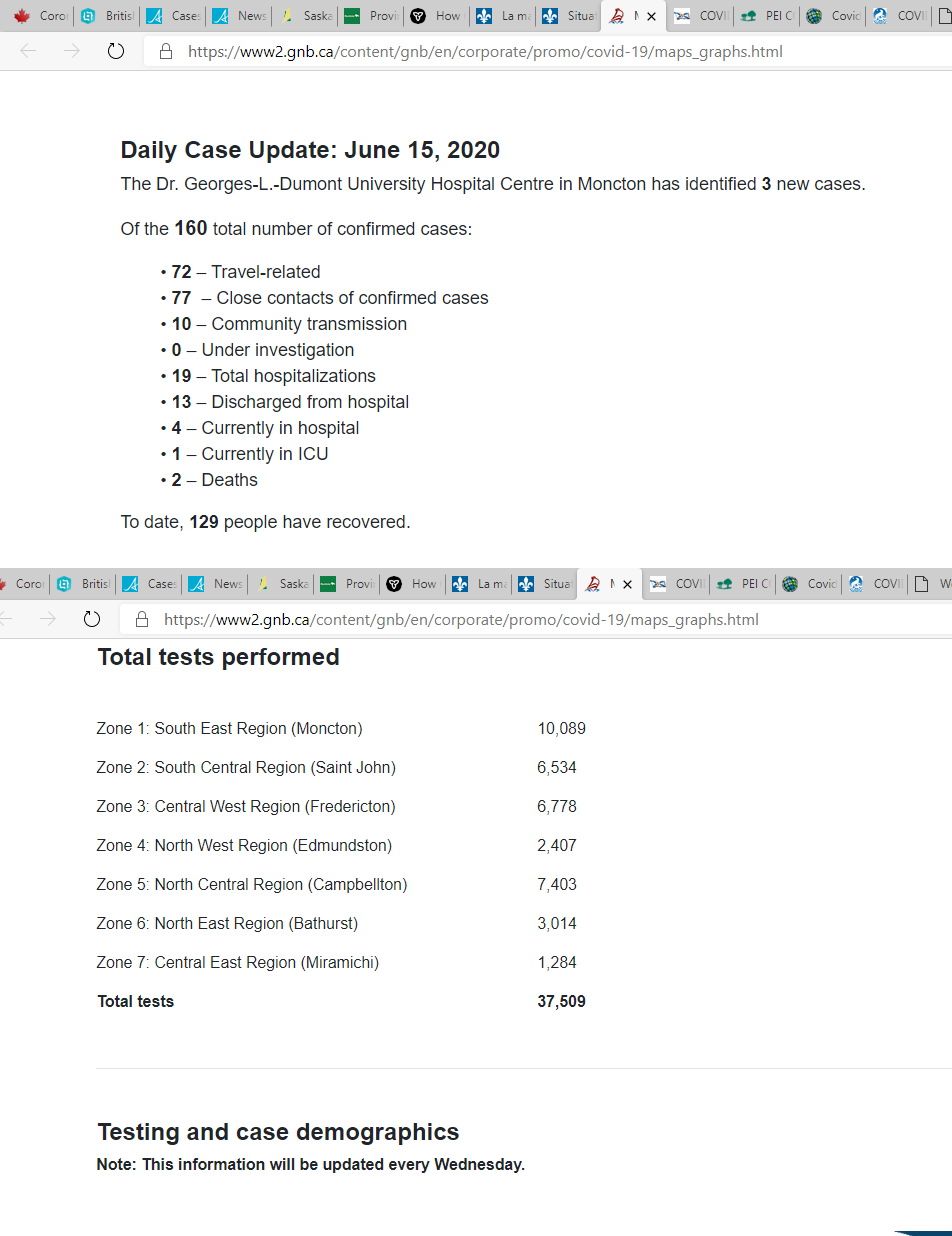 Coror Britis Cases News Saska Provi How La ma Situat COVI PEI C Covid COVI
https://www2.gnb.ca/content/gnb/en/corporate/promo/covid-19/maps_graphs.html
Daily Case Update: June 15, 2020
The Dr. Georges-L.-Dumont University Hospital Centre in Moncton has identified 3 new cases.
Of the 160 total number of confirmed cases:
• 72 – Travel-related
• 77 – Close contacts of confirmed cases
• 10 – Community transmission
• 0 – Under investigation
• 19 – Total hospitalizations
• 13 – Discharged from hospital
• 4 – Currently in hospital
• 1 – Currently in ICU
• 2 – Deaths
To date, 129 people have recovered.
Coror Britis Cases News Saska Provi How La ma Situat COVI PEI C Covid COVI W
https://www2.gnb.ca/content/gnb/en/corporate/promo/covid-19/maps_graphs.html
Total tests performed
Zone 1: South East Region (Moncton) 10,089
Zone 2: South Central Region (Saint John) 6,534
Zone 3: Central West Region (Fredericton) 6,778
Zone 4: North West Region (Edmundston) 2,407
Zone 5: North Central Region (Campbellton) 7,403
Zone 6: North East Region (Bathurst) 3,014
Zone 7: Central East Region (Miramichi) 1,284
Total tests 37,509
Testing and case demographics
Note: This information will be updated every Wednesday.